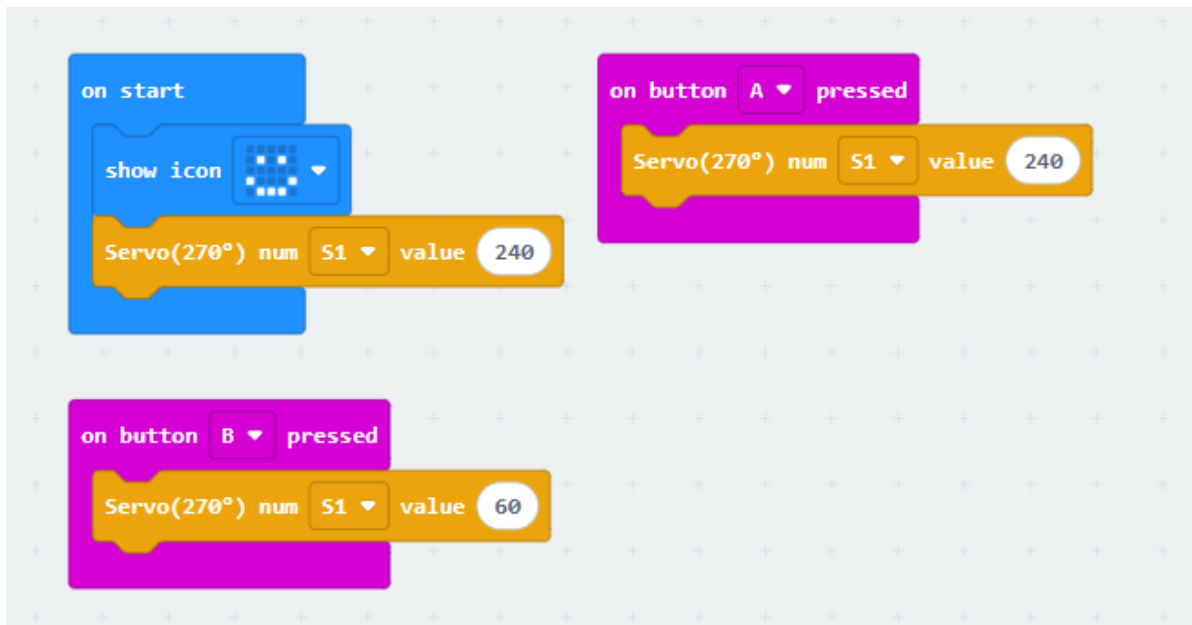 on start
show icon
Servo(270°) num S1 value 240
on button A pressed
Servo(270°) num S1 value 240
on button B pressed
Servo(270°) num S1 value 60